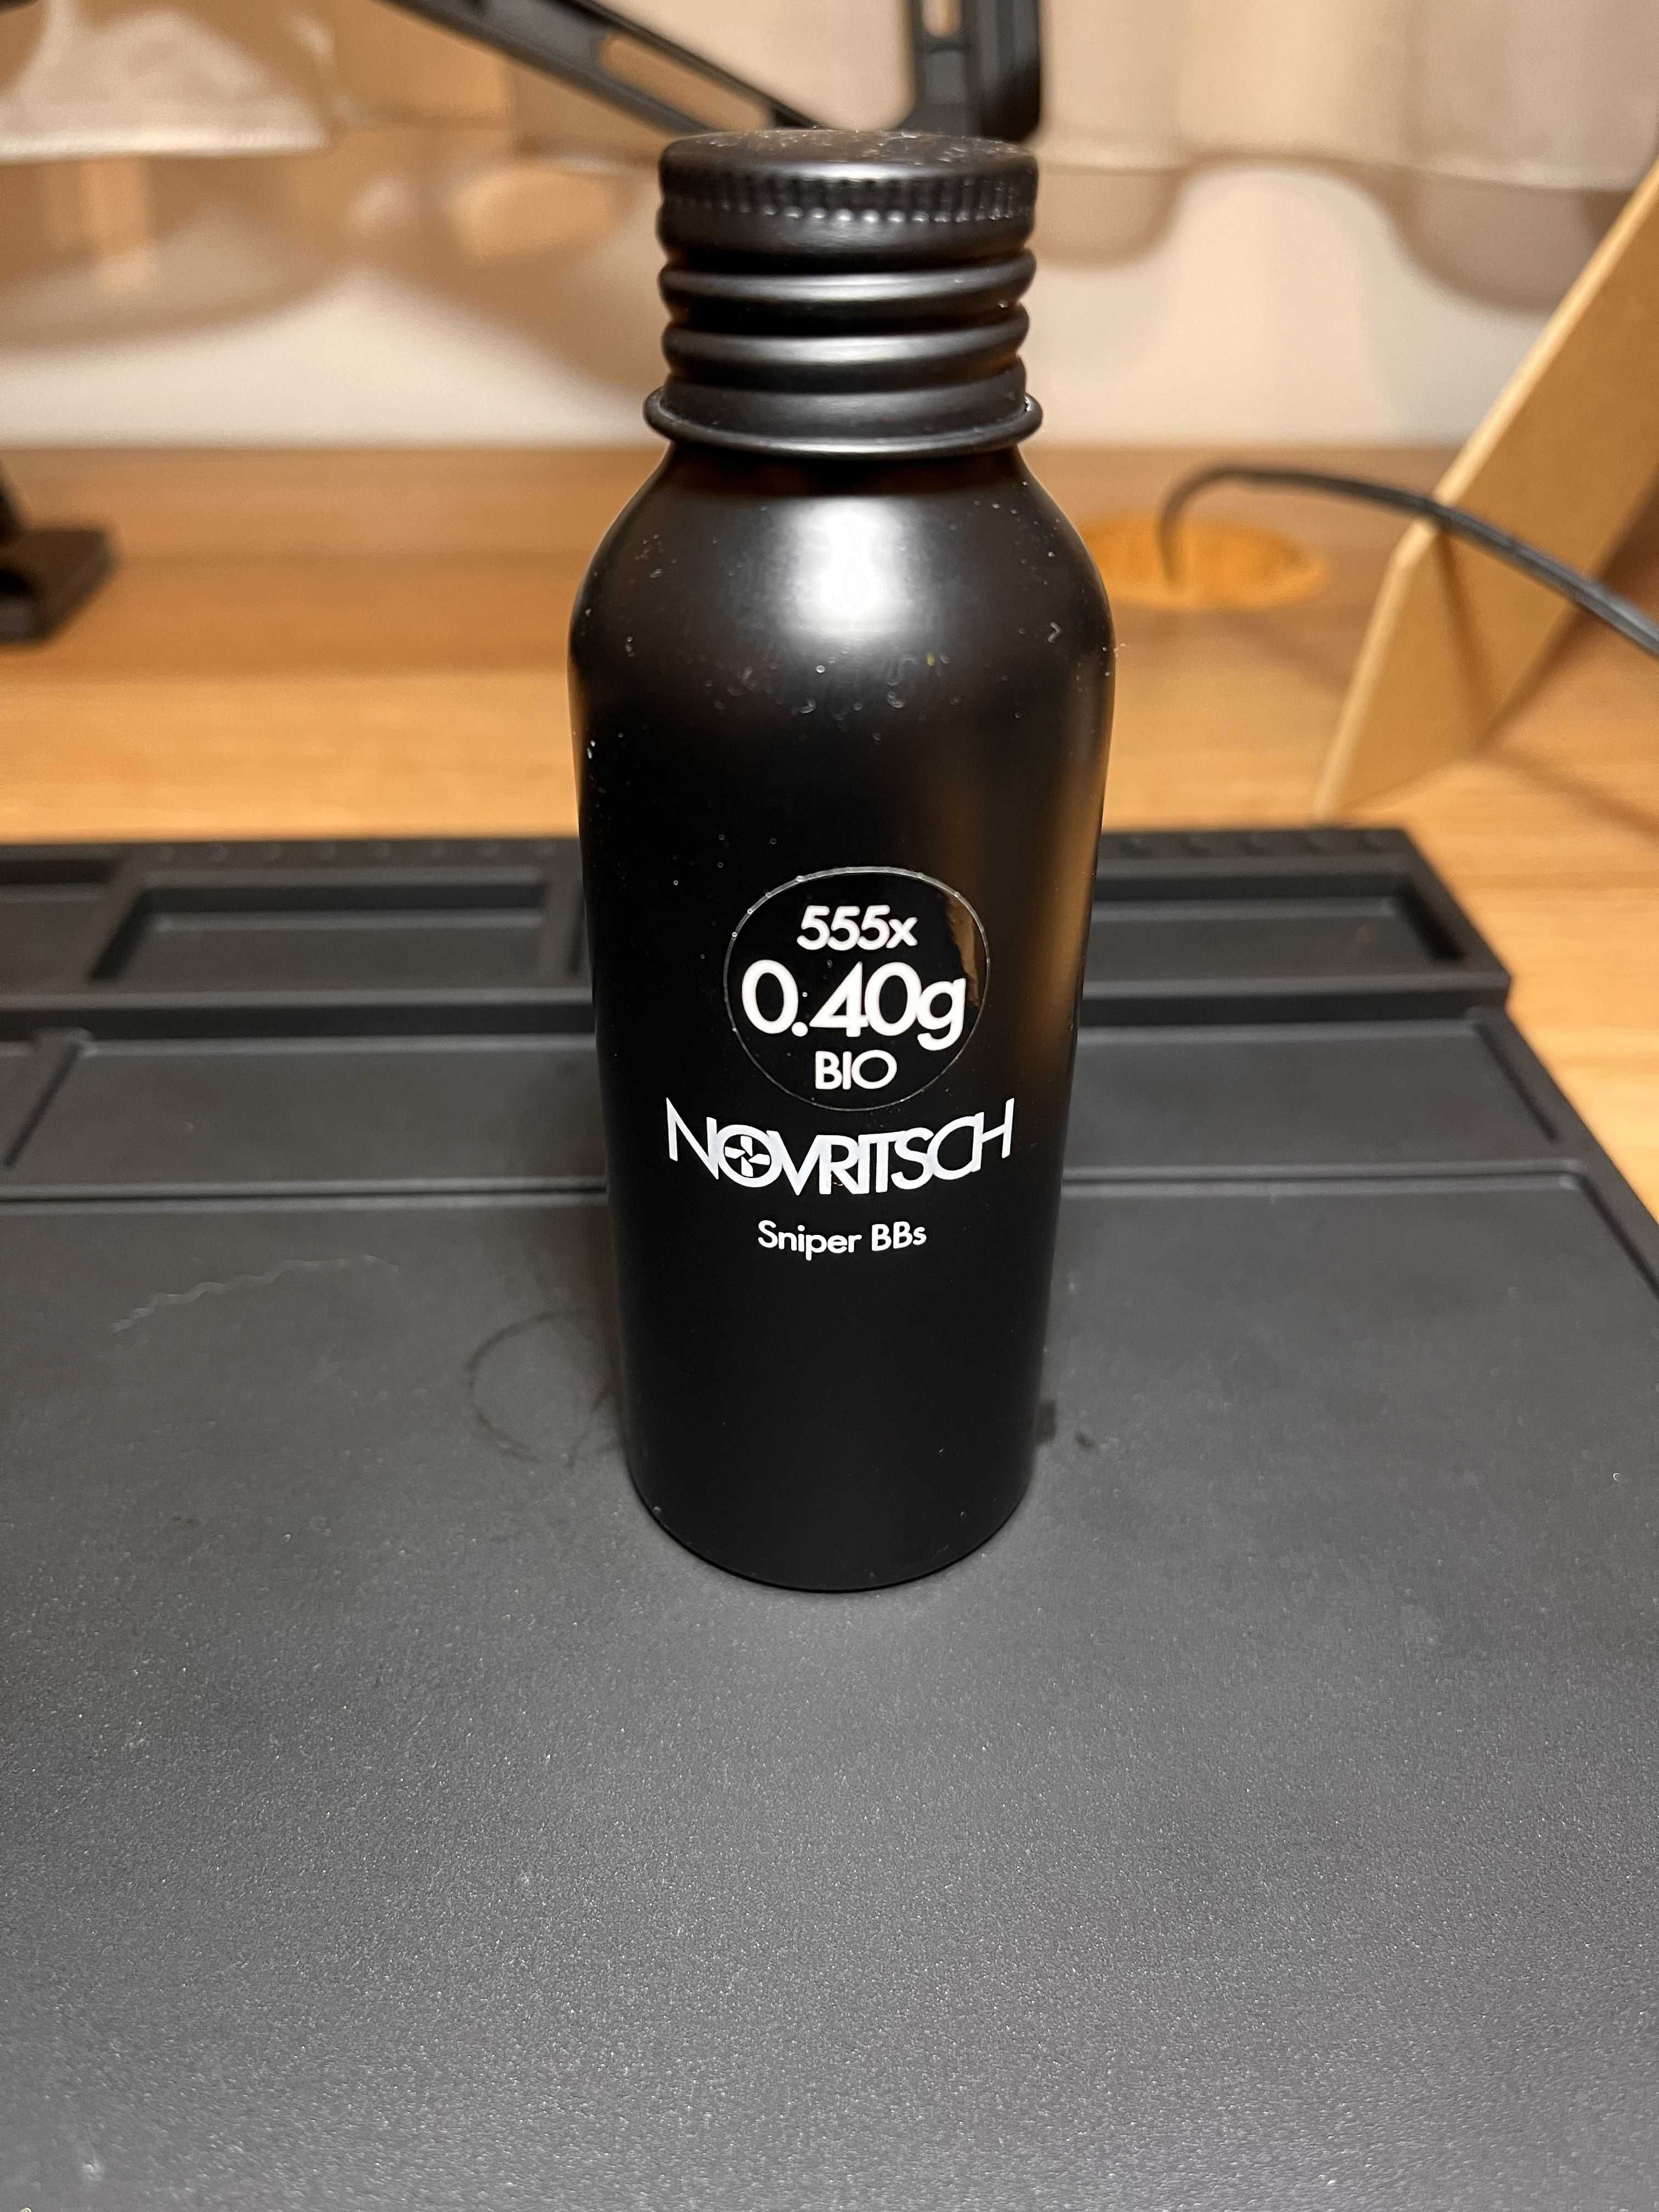 555x
0.40g
BIO
NOVRITSCH
Sniper BBs